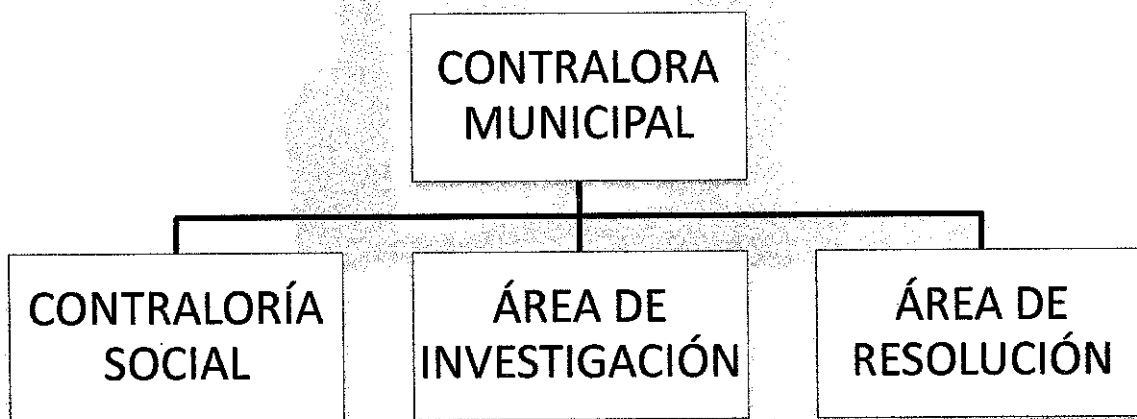 CONTRALORA
MUNICIPAL
CONTRALORÍA
SOCIAL
ÁREA DE
INVESTIGACIÓN
ÁREA DE
RESOLUCIÓN